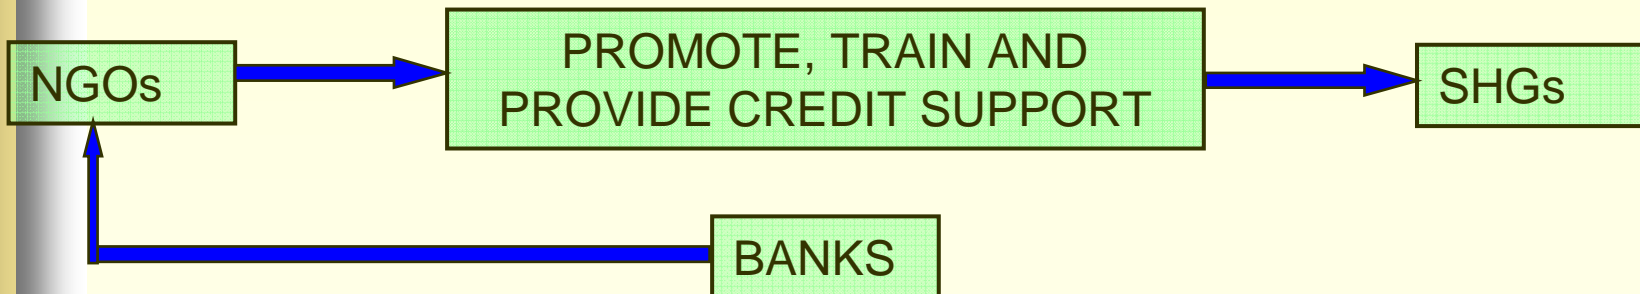 NGOs
PROMOTE, TRAIN AND
PROVIDE CREDIT SUPPORT
SHGs
BANKS